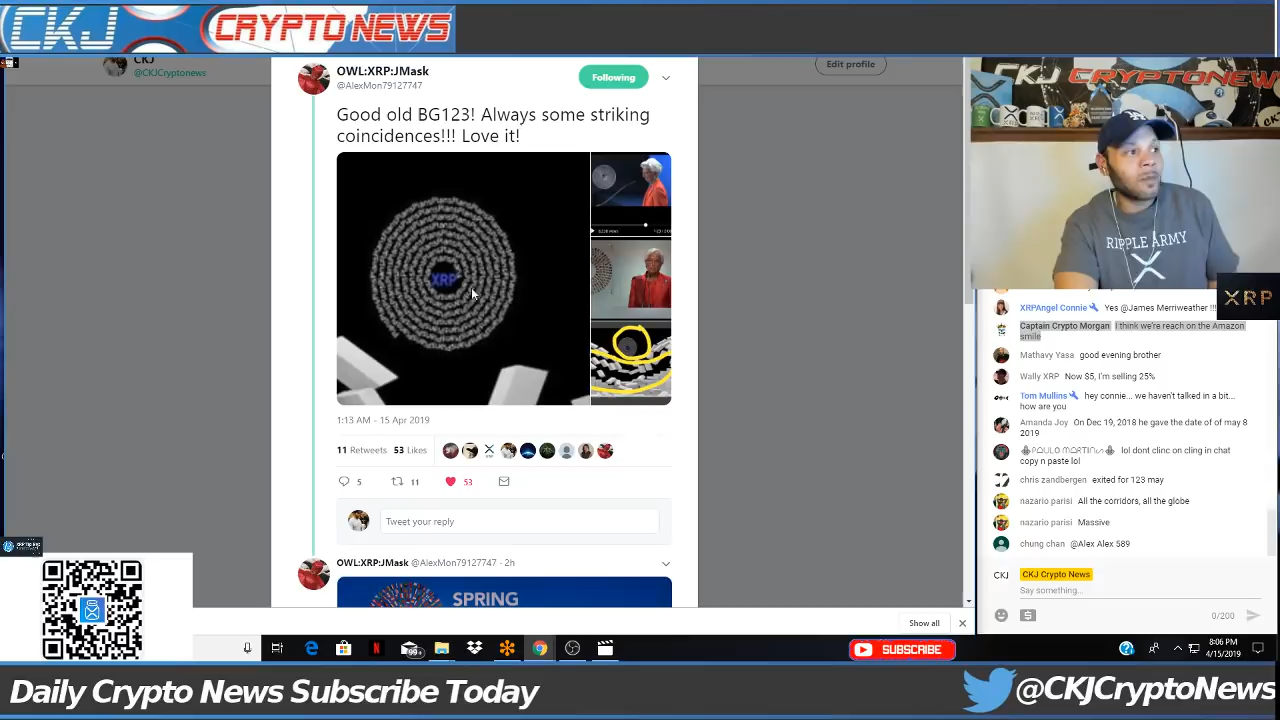 CKJ CRYPTO NEWS
CKJ
@CKJCryptonews
Edit profile
OWL:XRP:JMask
@AlexMon79127747
Following
Good old BG123! Always some striking
coincidences!!! Love it!
XRP
1:13 AM - 15 Apr 2019
11 Retweets 53 Likes
5 11 53
Tweet your reply
OWL:XRP:JMask @AlexMon79127747 · 2h
SPRING
Show all
CKJ CRYPTONEWS
RIPPLE ARMY
XRP
XRPAngel Connie Yes @James Merriweather !!!
Captain Crypto Morgan I think we're reach on the Amazon
smile
Mathavy Yasa good evening brother
Wally XRP Now $5, I'm selling 25%
Tom Mullins hey connie... we haven't talked in a bit...
how are you
Amanda Joy On Dec 19, 2018 he gave the date of of may 8
2019
lol dont clinc on cling in chat
copy n paste lol
chris zandbergen exited for 123 may
nazario parisi All the corridors, all the globe
nazario parisi Massive
chung chan @Alex Alex 589
CKJ CKJ Crypto News
Say something...
0/200
99+
SUBSCRIBE
8:06 PM
4/15/2019
Daily Crypto News Subscribe Today
@CKJCryptoNews